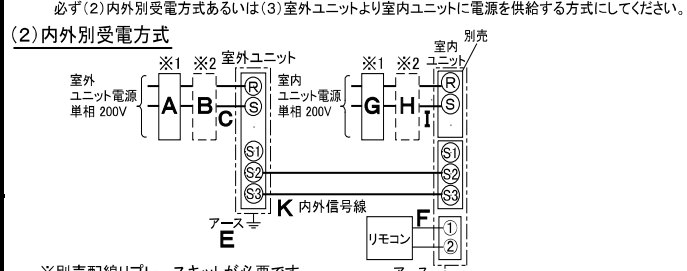 必ず(2)内外別受電方式あるいは(3)室外ユニットより室内ユニットに電源を供給する方式にしてください。
(2)内外別受電方式
別売
※1 ※2 室外ユニット ※1 ※2 室内ユニット
室外
ユニット電源
単相 200V
A B C R S
室内
ユニット電源
単相 200V
G H I R S
S1 S1
S2 S2
S3 S3
K 内外信号線
アース
E
リモコン
F ① ②
※別売配線リプレースキットが必要です
アース